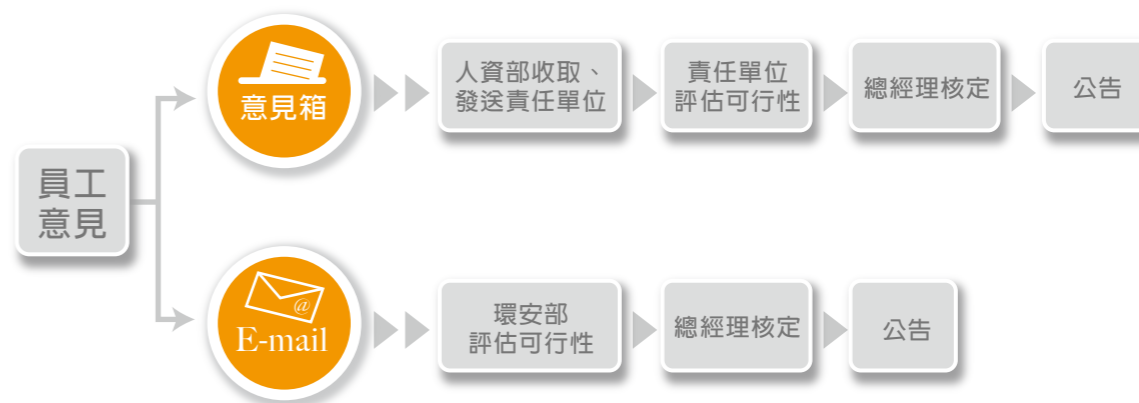 員工
意見
意見箱
人資部收取、
發送責任單位
責任單位
評估可行性
總經理核定
公告
@
E-mail
環安部
評估可行性
總經理核定
公告